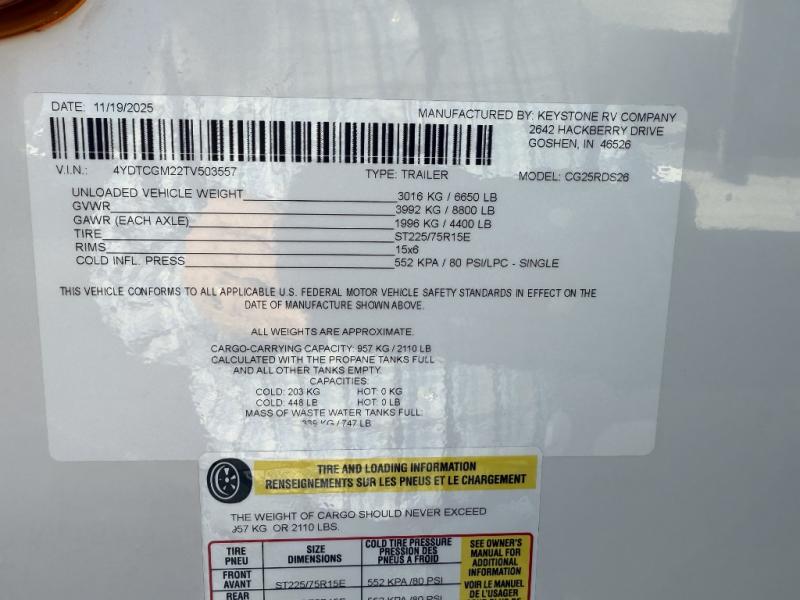 DATE: 11/19/2025
MANUFACTURED BY: KEYSTONE RV COMPANY
2642 HACKBERRY DRIVE
GOSHEN, IN 46526
V.I.N.: 4YDTCGM22TV503557 TYPE: TRAILER MODEL: CG25RDS26
UNLOADED VEHICLE WEIGHT 3016 KG / 6650 LB
GVWR 3992 KG / 8800 LB
GAWR (EACH AXLE) 1996 KG / 4400 LB
TIRE ST225/75R15E
RIMS 15x6
COLD INFL. PRESS 552 KPA / 80 PSI/LPC - SINGLE
THIS VEHICLE CONFORMS TO ALL APPLICABLE U.S. FEDERAL MOTOR VEHICLE SAFETY STANDARDS IN EFFECT ON THE
DATE OF MANUFACTURE SHOWN ABOVE.
ALL WEIGHTS ARE APPROXIMATE.
CARGO-CARRYING CAPACITY: 957 KG / 2110 LB
CALCULATED WITH THE PROPANE TANKS FULL
AND ALL OTHER TANKS EMPTY.
CAPACITIES:
COLD: 203 KG HOT: 0 KG
COLD: 448 LB HOT: 0 LB
MASS OF WASTE WATER TANKS FULL:
339 KG / 747 LB
TIRE AND LOADING INFORMATION
RENSEIGNEMENTS SUR LES PNEUS ET LE CHARGEMENT
THE WEIGHT OF CARGO SHOULD NEVER EXCEED
957 KG OR 2110 LBS.
TIRE
PNEU
SIZE
DIMENSIONS
COLD TIRE PRESSURE
PRESSION DES
PNEUS A FROID
SEE OWNER'S
MANUAL FOR
ADDITIONAL
INFORMATION
VOIR LE MANUEL
DE L'USAGER
FRONT
AVANT
ST225/75R15E
552 KPA /80 PSI
REAR